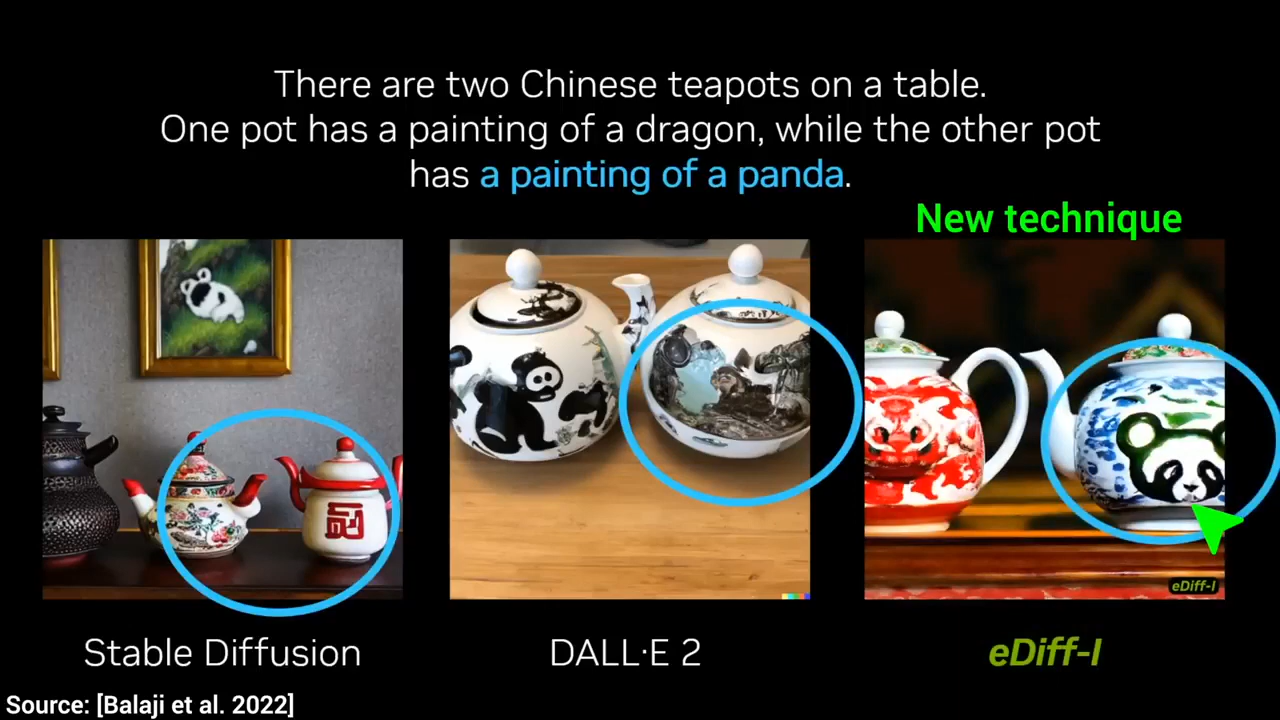 There are two Chinese teapots on a table.
One pot has a painting of a dragon, while the other pot
has a painting of a panda.
New technique
eDiff-I
Stable Diffusion
DALL·E 2
eDiff-I
Source: [Balaji et al. 2022]